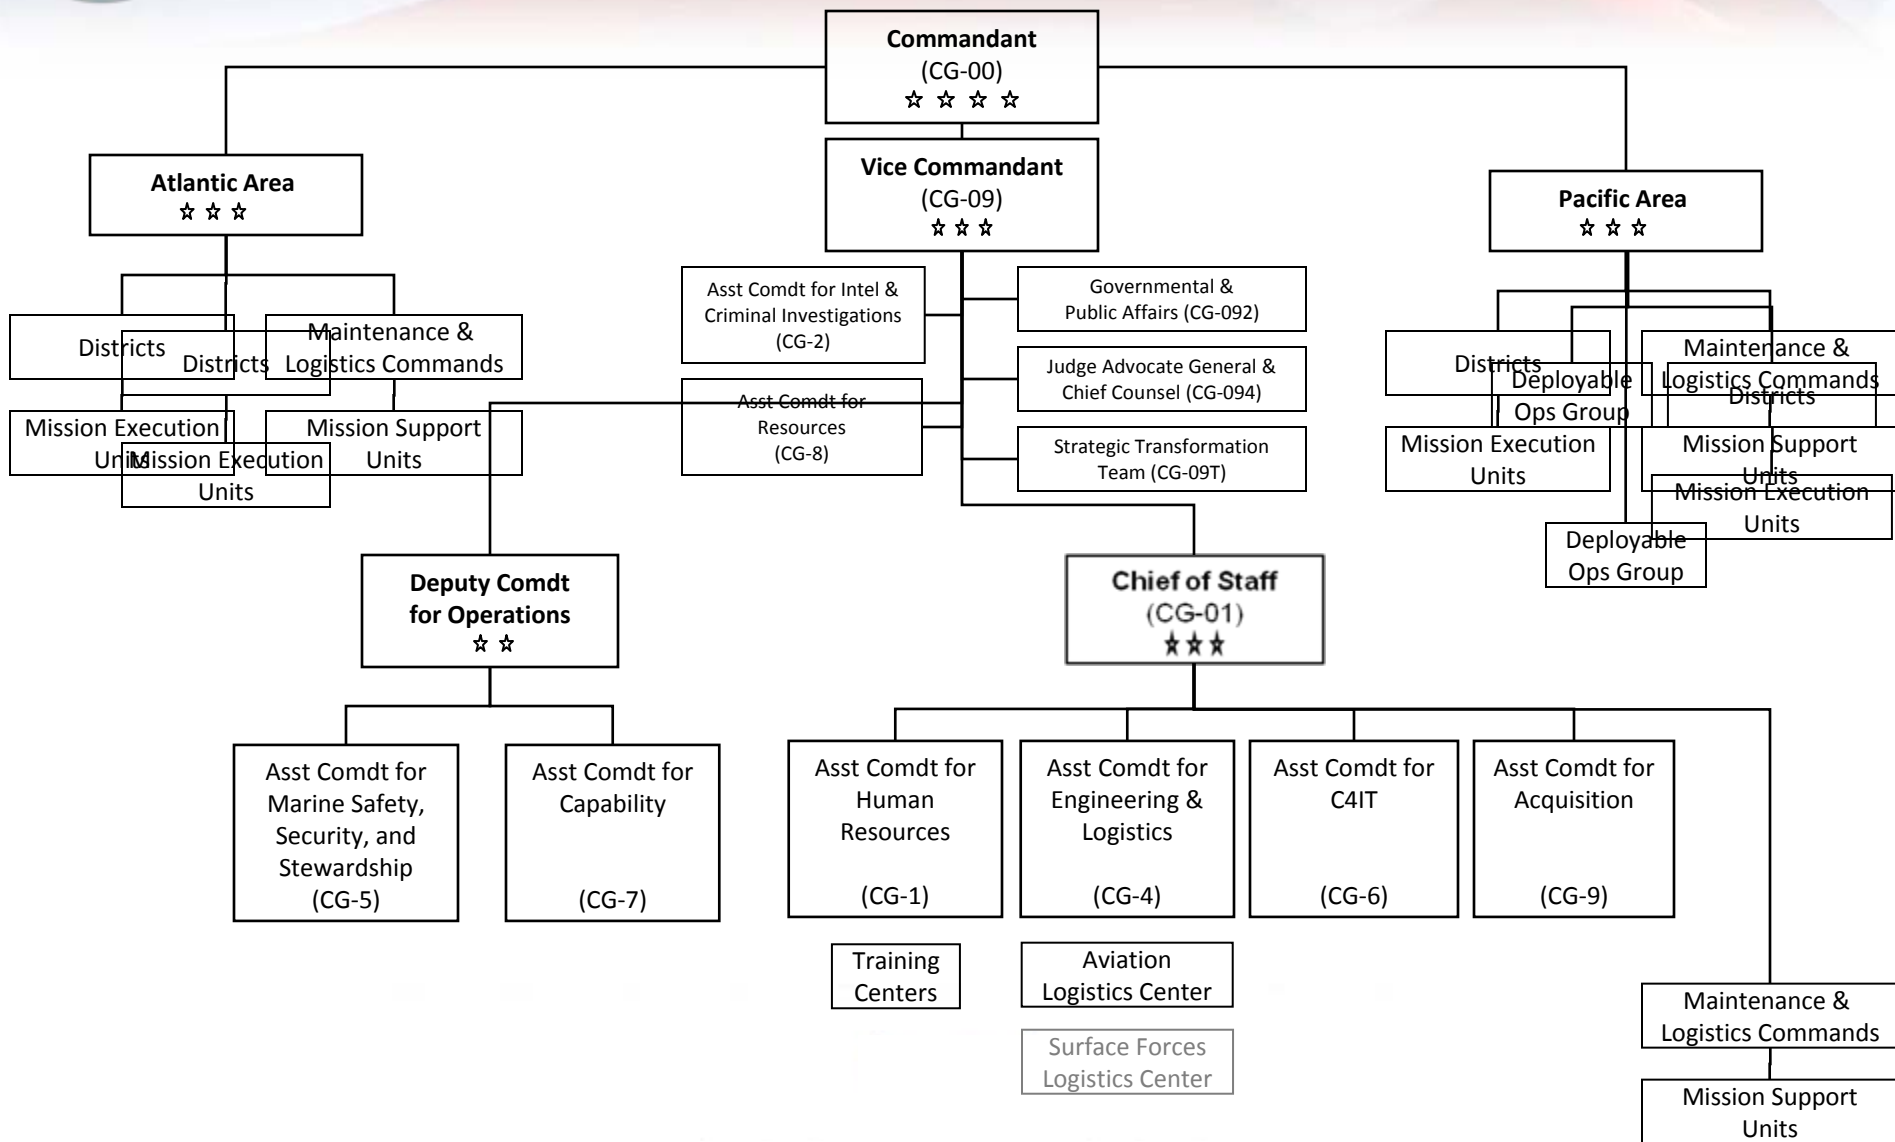 Commandant
(CG-00)
☆ ☆ ☆ ☆
Atlantic Area
☆ ☆ ☆
Vice Commandant
(CG-09)
☆ ☆ ☆
Pacific Area
☆ ☆ ☆
Districts
Districts
Maintenance &
Logistics Commands
Mission Execution
Units
Mission Execution
Units
Mission Support
Units
Asst Comdt for Intel &
Criminal Investigations
(CG-2)
Asst Comdt for
Resources
(CG-8)
Governmental &
Public Affairs (CG-092)
Judge Advocate General &
Chief Counsel (CG-094)
Strategic Transformation
Team (CG-09T)
Districts
Deployable
Ops Group
Maintenance &
Logistics Commands
Districts
Mission Execution
Units
Mission Support
Units
Mission Execution
Units
Deployable
Ops Group
Deputy Comdt
for Operations
☆ ☆
Chief of Staff
(CG-01)
☆☆☆
Asst Comdt for
Marine Safety,
Security, and
Stewardship
(CG-5)
Asst Comdt for
Capability
(CG-7)
Asst Comdt for
Human
Resources
(CG-1)
Asst Comdt for
Engineering &
Logistics
(CG-4)
Asst Comdt for
C4IT
(CG-6)
Asst Comdt for
Acquisition
(CG-9)
Training
Centers
Aviation
Logistics Center
Surface Forces
Logistics Center
Maintenance &
Logistics Commands
Mission Support
Units